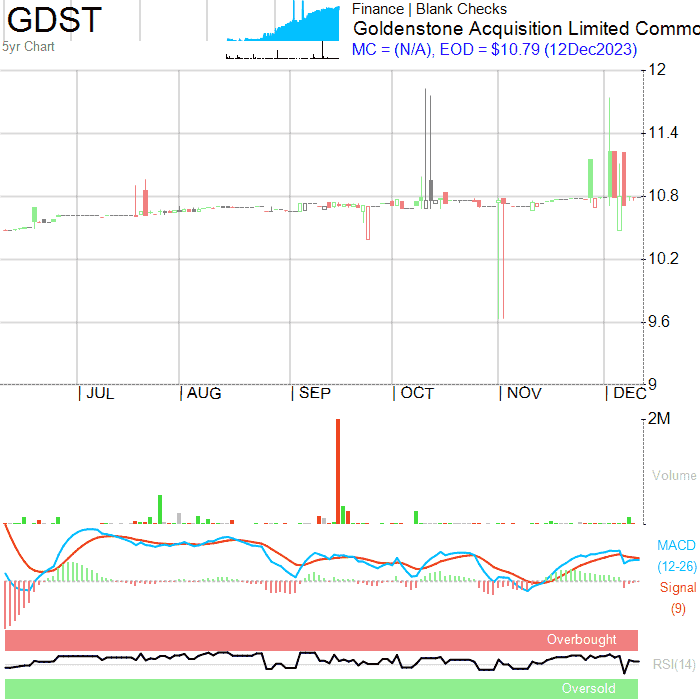 GDST
5yr Chart
Finance | Blank Checks
Goldenstone Acquisition Limited Commo
MC = (N/A), EOD = $10.79 (12Dec2023)
12
11.4
10.8
10.2
9.6
9
| JUL | AUG | SEP | OCT | NOV | DEC
2M
Volume
MACD
(12-26)
Signal
(9)
Overbought
RSI(14)
Oversold